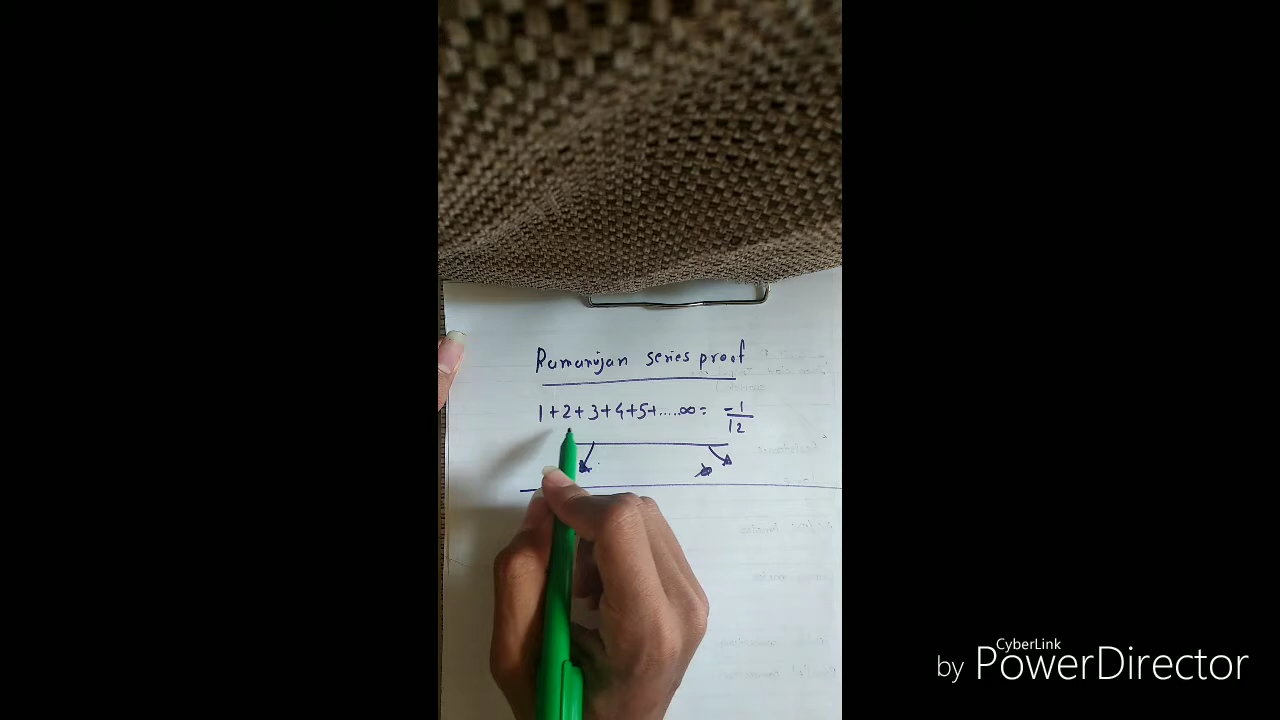 Ramanujan series proof
1+2+3+4+5+.....∞= -1/12
CyberLink
by PowerDirector